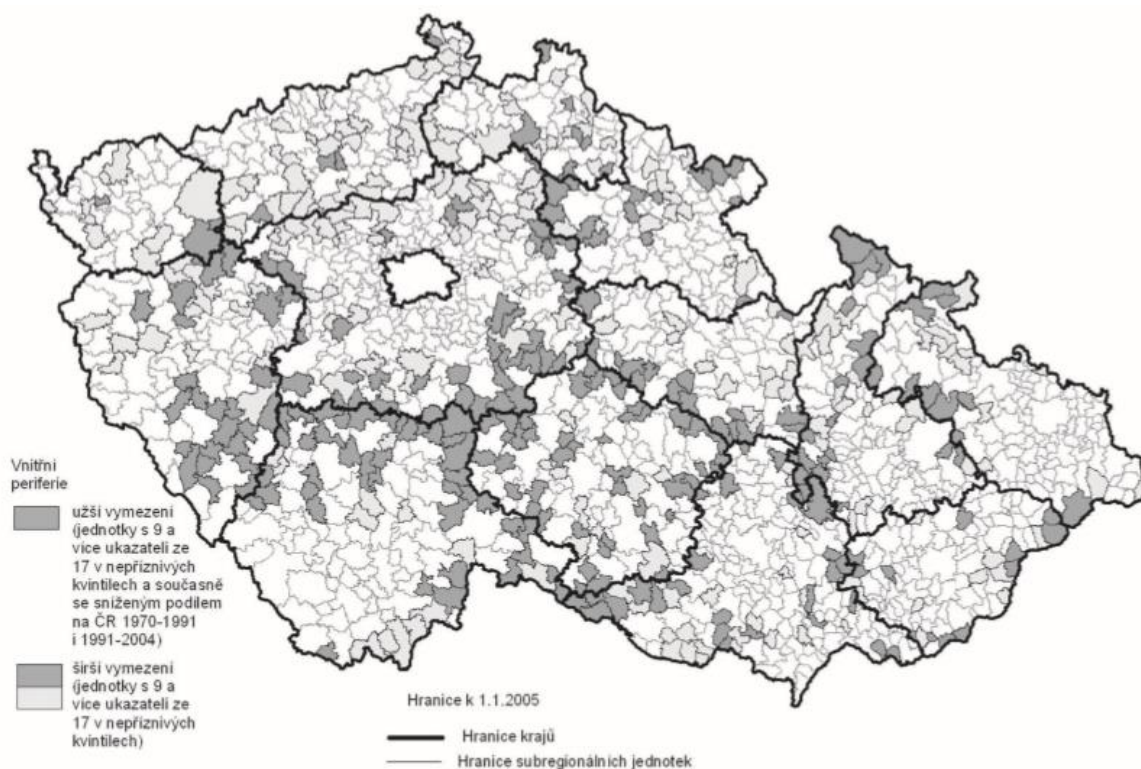 Vnitřní
periferie
užší vymezení
(jednotky s 9 a
více ukazateli ze
17 v nepříznivých
kvintilech a současně
se sníženým podílem
na ČR 1970-1991
i 1991-2004)
širší vymezení
(jednotky s 9 a
více ukazateli ze
17 v nepříznivých
kvintilech)
Hranice k 1.1.2005
Hranice krajů
Hranice subregionálních jednotek